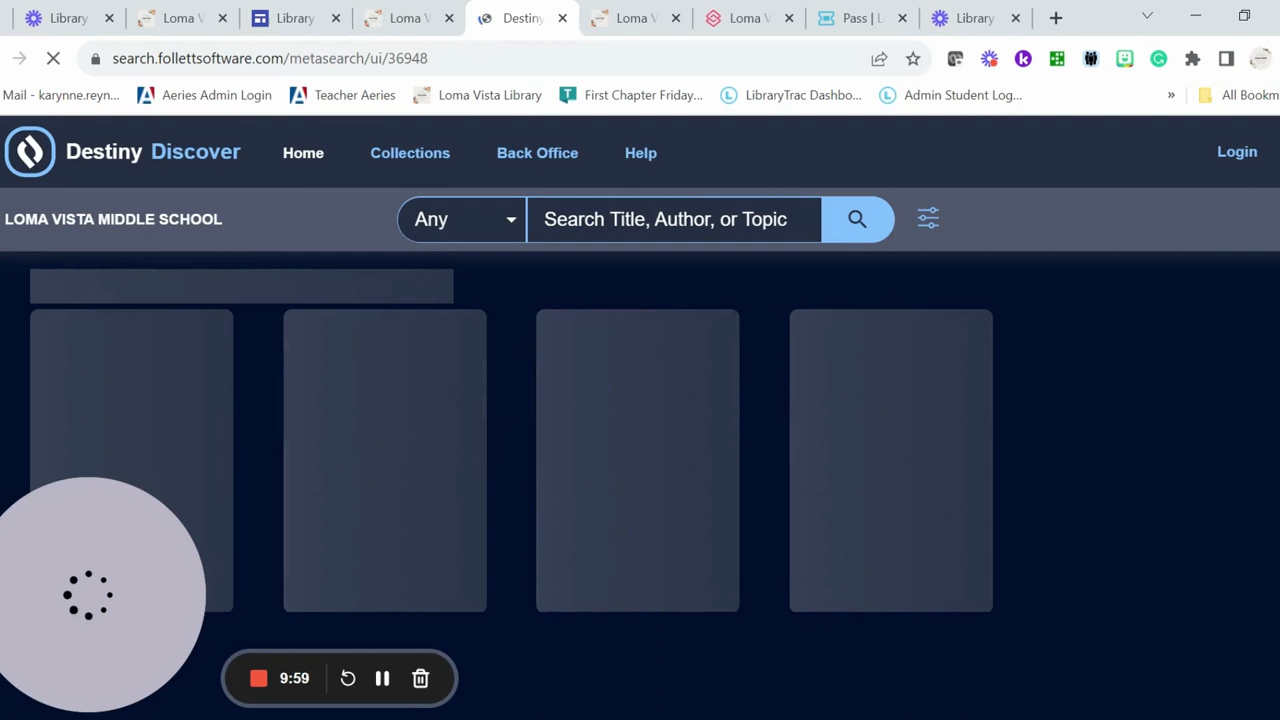 Library
Loma V
Library
Loma V
Destiny
Loma V
Loma V
Pass | L
Library
search.follettsoftware.com/metasearch/ui/36948
Mail - karynne.reyn...
Aeries Admin Login
Teacher Aeries
Loma Vista Library
First Chapter Friday...
LibraryTrac Dashbo...
Admin Student Log...
»
All Bookm
Destiny Discover
Home
Collections
Back Office
Help
Login
LOMA VISTA MIDDLE SCHOOL
Any
Search Title, Author, or Topic
9:59